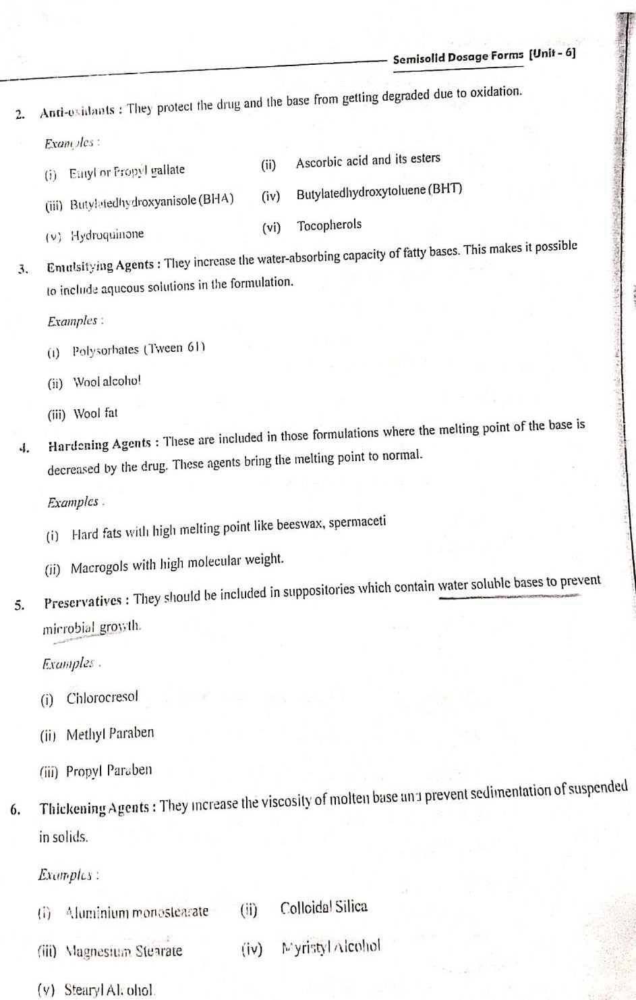 Semisolid Dosage Forms [Unit - 6]
2. Anti-oxidants : They protect the drug and the base from getting degraded due to oxidation.
Examples :
(i) Ethyl or Propyl gallate (ii) Ascorbic acid and its esters
(iii) Butylatedhydroxyanisole (BHA) (iv) Butylatedhydroxytoluene (BHT)
(v) Hydroquinone (vi) Tocopherols
3. Emulsifying Agents : They increase the water-absorbing capacity of fatty bases. This makes it possible
to include aqueous solutions in the formulation.
Examples :
(i) Polysorbates (Tween 61)
(ii) Wool alcohol
(iii) Wool fat
4. Hardening Agents : These are included in those formulations where the melting point of the base is
decreased by the drug. These agents bring the melting point to normal.
Examples :
(i) Hard fats with high melting point like beeswax, spermaceti
(ii) Macrogols with high molecular weight.
5. Preservatives : They should be included in suppositories which contain water soluble bases to prevent
microbial growth.
Examples :
(i) Chlorocresol
(ii) Methyl Paraben
(iii) Propyl Paraben
6. Thickening Agents : They increase the viscosity of molten base and prevent sedimentation of suspended
in solids.
Examples :
(i) Aluminium monostearate (ii) Colloidal Silica
(iii) Magnesium Stearate (iv) Myristyl Alcohol
(v) Stearyl Alcohol